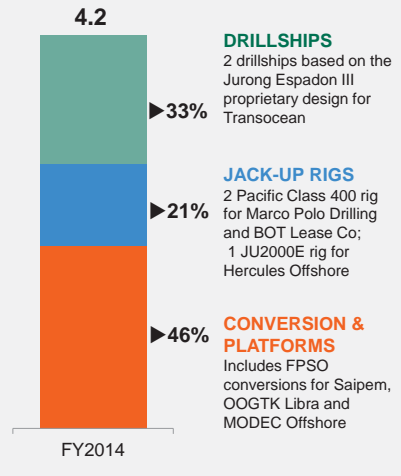 4.2
DRILLSHIPS
2 drillships based on the
Jurong Espadon III
proprietary design for
Transocean
33%
JACK-UP RIGS
2 Pacific Class 400 rig
for Marco Polo Drilling
and BOT Lease Co;
1 JU2000E rig for
Hercules Offshore
21%
CONVERSION &
PLATFORMS
Includes FPSO
conversions for Saipem,
OOGTK Libra and
MODEC Offshore
46%
FY2014